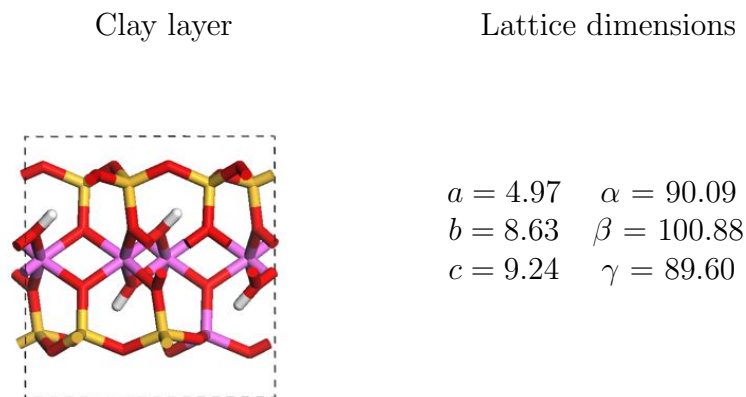 Clay layer Lattice dimensions
a = 4.97 α = 90.09
b = 8.63 β = 100.88
c = 9.24 γ = 89.60